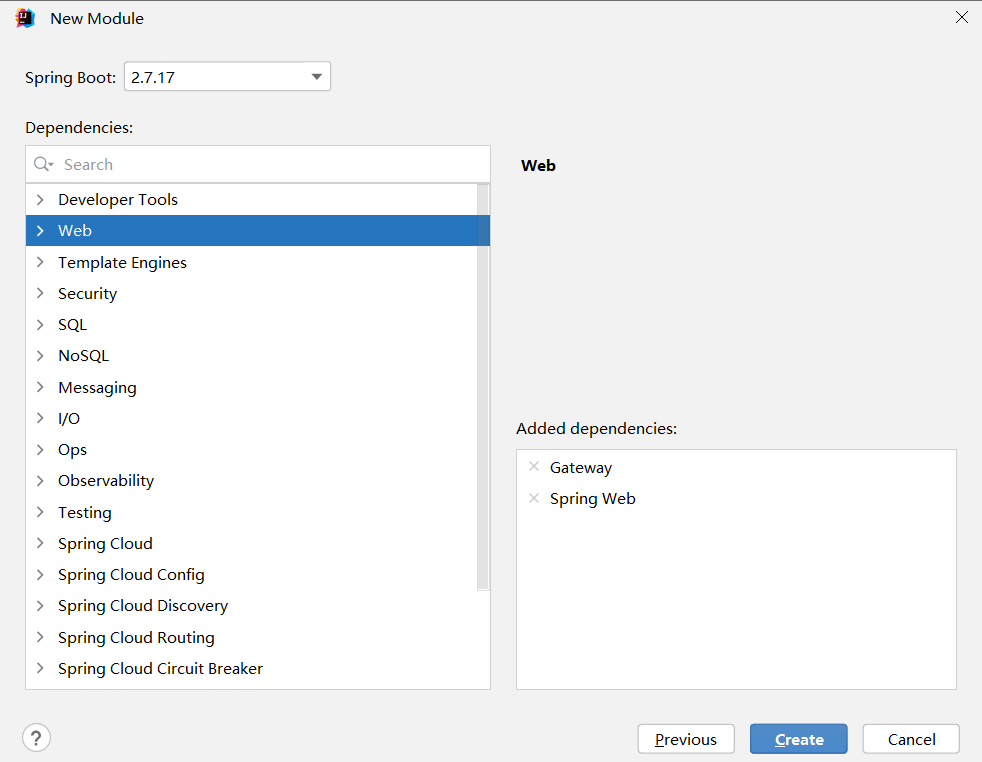 New Module
Spring Boot: 2.7.17
Dependencies:
Search
Developer Tools
Web
Template Engines
Security
SQL
NoSQL
Messaging
I/O
Ops
Observability
Testing
Spring Cloud
Spring Cloud Config
Spring Cloud Discovery
Spring Cloud Routing
Spring Cloud Circuit Breaker
Web
Added dependencies:
Gateway
Spring Web
?
Previous
Create
Cancel